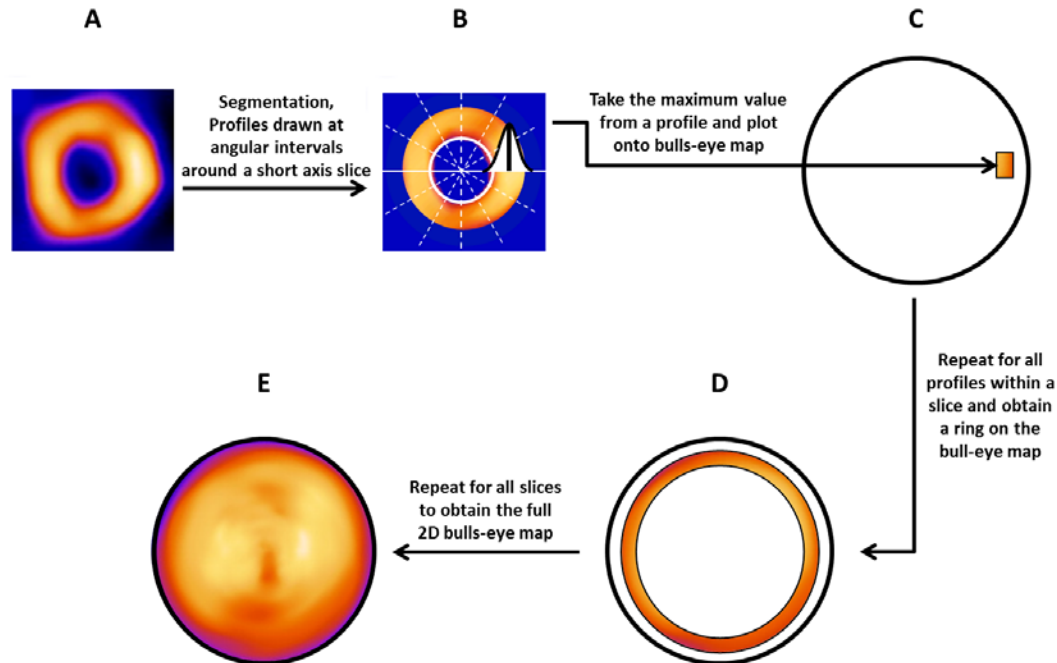 A
B
C
Segmentation,
Profiles drawn at
angular intervals
around a short axis slice
Take the maximum value
from a profile and plot
onto bulls-eye map
Repeat for all
profiles within a
slice and obtain
a ring on the
bull-eye map
E
D
Repeat for all slices
to obtain the full
2D bulls-eye map